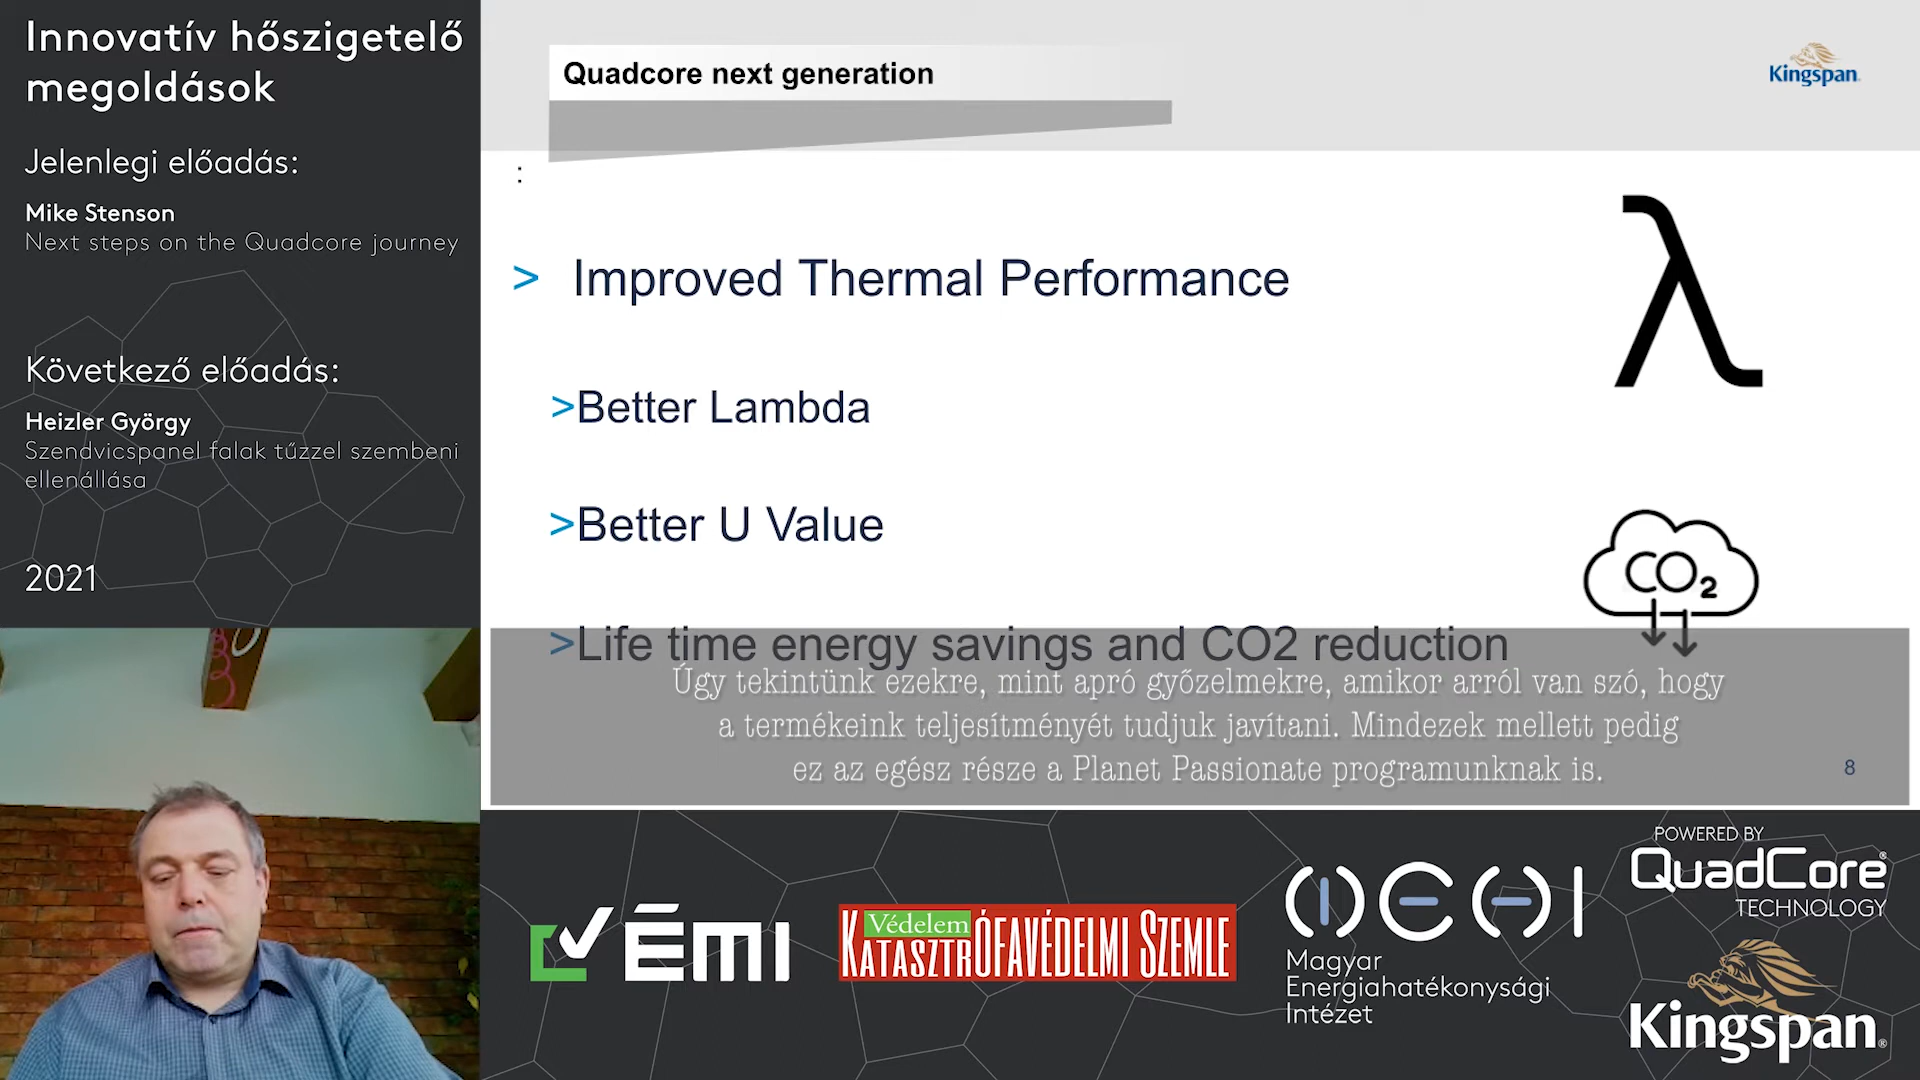 Innovatív hőszigetelő
megoldások
Jelenlegi előadás:
Mike Stenson
Next steps on the Quadcore journey
Következő előadás:
Heizler György
Szendvicspanel falak tűzzel szembeni
ellenállása
2021
Quadcore next generation
Kingspan
:
> Improved Thermal Performance
λ
>Better Lambda
>Better U Value
CO2
>Life time energy savings and CO2 reduction
Úgy tekintünk ezekre, mint apró győzelmekre, amikor arról van szó, hogy
a termékeink teljesítményét tudjuk javítani. Mindezek mellett pedig
ez az egész része a Planet Passionate programunknak is.
8
ÉMI
Védelem
KATASZTRÓFAVÉDELMI SZEMLE
MEHI
Magyar
Energiahatékonysági
Intézet
POWERED BY
QuadCore®
TECHNOLOGY
Kingspan®